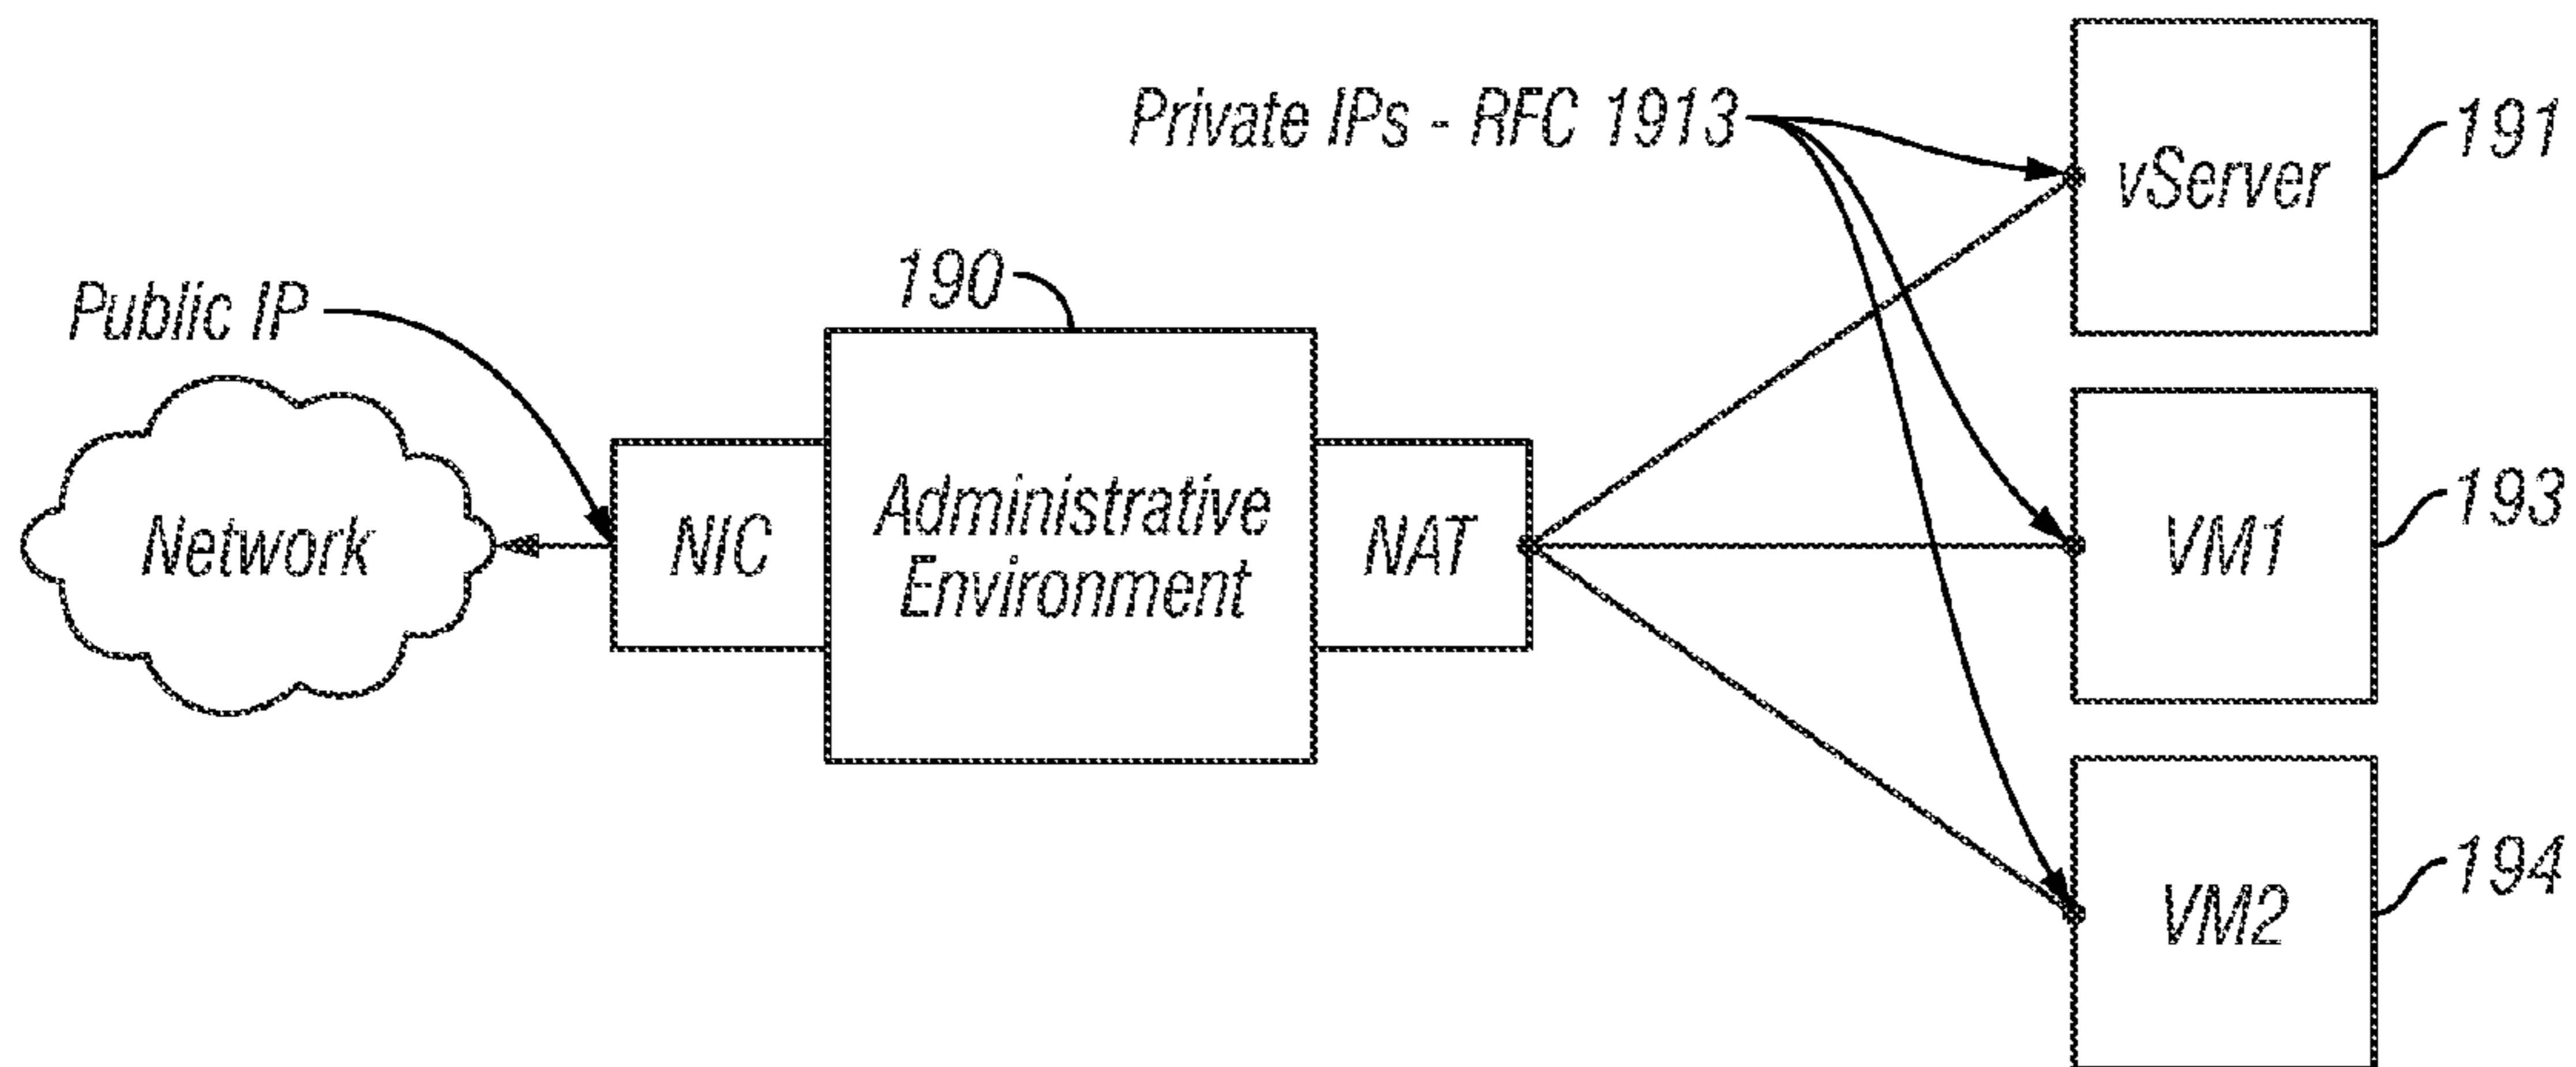 Private IPs - RFC 1913
vServer
191
190
Public IP
Network
NIC
Administrative
Environment
NAT
VM1
193
VM2
194